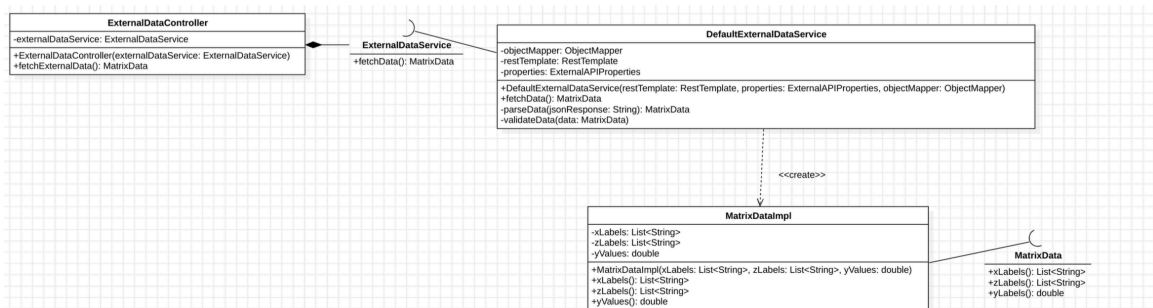 ExternalDataController
-externalDataService: ExternalDataService
+ExternalDataController(externalDataService: ExternalDataService)
+fetchExternalData(): MatrixData
ExternalDataService
+fetchData(): MatrixData
DefaultExternalDataService
-objectMapper: ObjectMapper
-restTemplate: RestTemplate
-properties: ExternalAPIProperties
+DefaultExternalDataService(restTemplate: RestTemplate, properties: ExternalAPIProperties, objectMapper: ObjectMapper)
+fetchData(): MatrixData
-parseData(jsonResponse: String): MatrixData
-validateData(data: MatrixData)
<<create>>
MatrixDataImpl
-xLabels: List<String>
-zLabels: List<String>
-yValues: double
+MatrixDataImpl(xLabels: List<String>, zLabels: List<String>, yValues: double)
+xLabels(): List<String>
+zLabels(): List<String>
+yValues(): double
MatrixData
+xLabels(): List<String>
+zLabels(): List<String>
+yLabels(): double